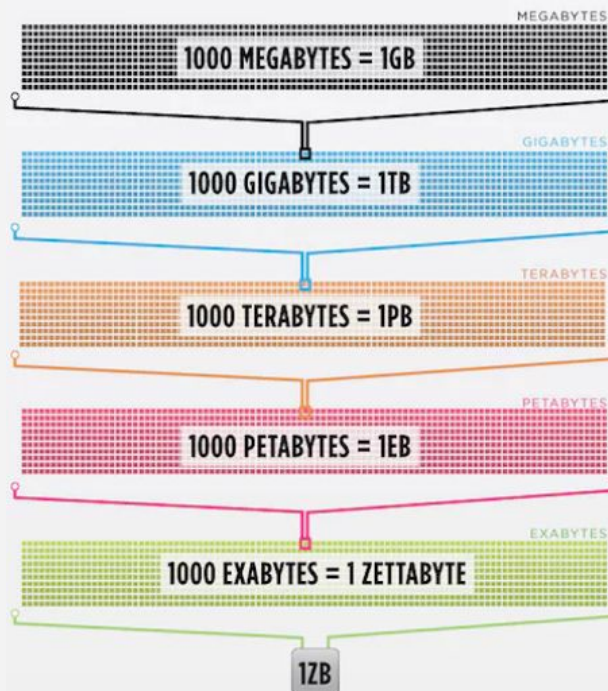 MEGABYTES
1000 MEGABYTES = 1GB
GIGABYTES
1000 GIGABYTES = 1TB
TERABYTES
1000 TERABYTES = 1PB
PETABYTES
1000 PETABYTES = 1EB
EXABYTES
1000 EXABYTES = 1 ZETTABYTE
1ZB